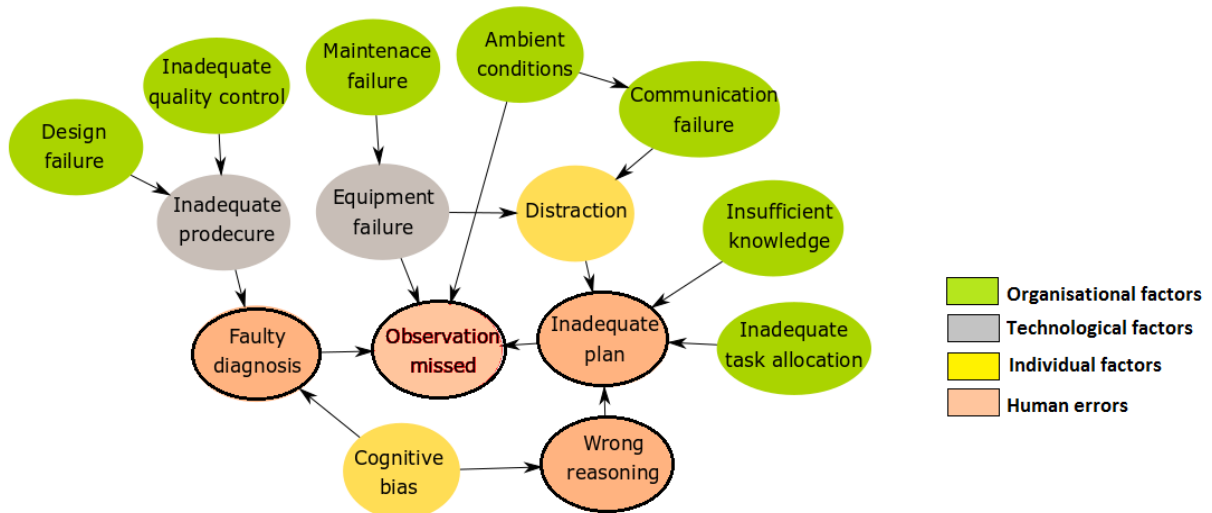 Inadequate
quality control
Maintenace
failure
Ambient
conditions
Communication
failure
Design
failure
Inadequate
prodecure
Equipment
failure
Distraction
Insufficient
knowledge
Faulty
diagnosis
Observation
missed
Inadequate
plan
Inadequate
task allocation
Cognitive
bias
Wrong
reasoning
Organisational factors
Technological factors
Individual factors
Human errors